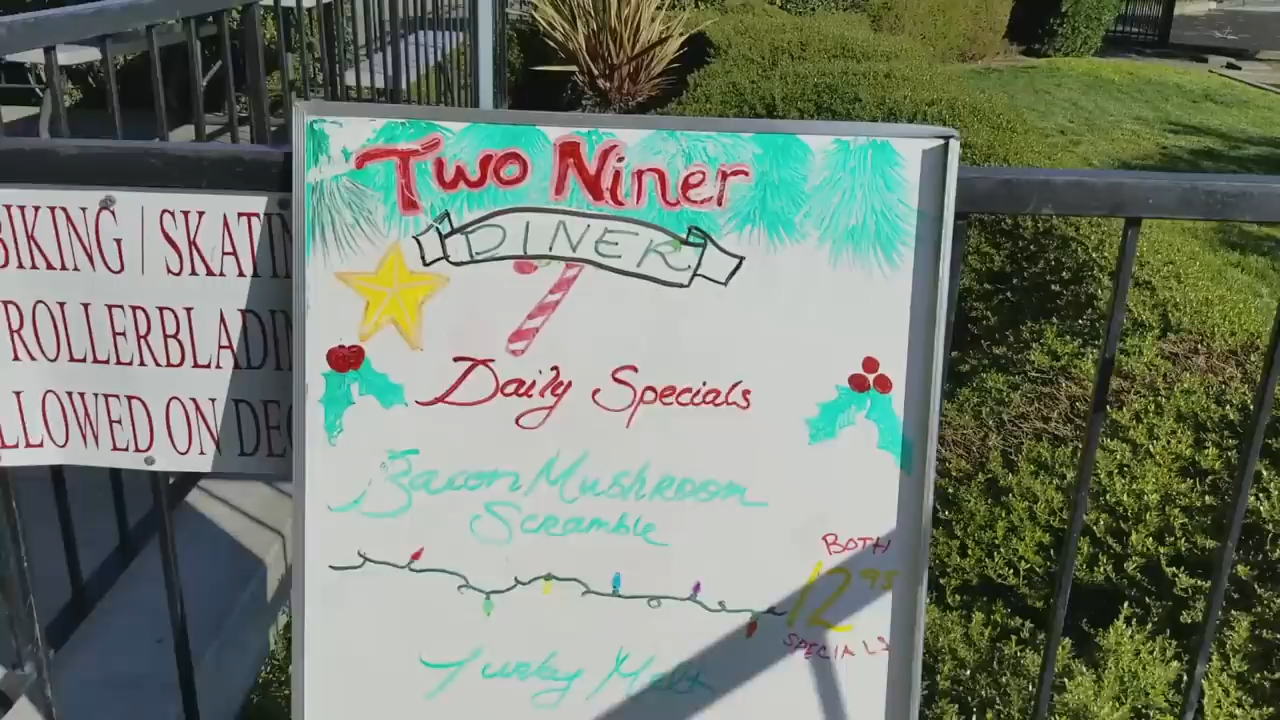 BIKING | SKATIN
ROLLERBLADIN
LLOWED ON DEC
Two Niner
DINER
Daily Specials
Bacon Mushroom
Scramble
BOTH
12.95
SPECIALS
Turky Melt